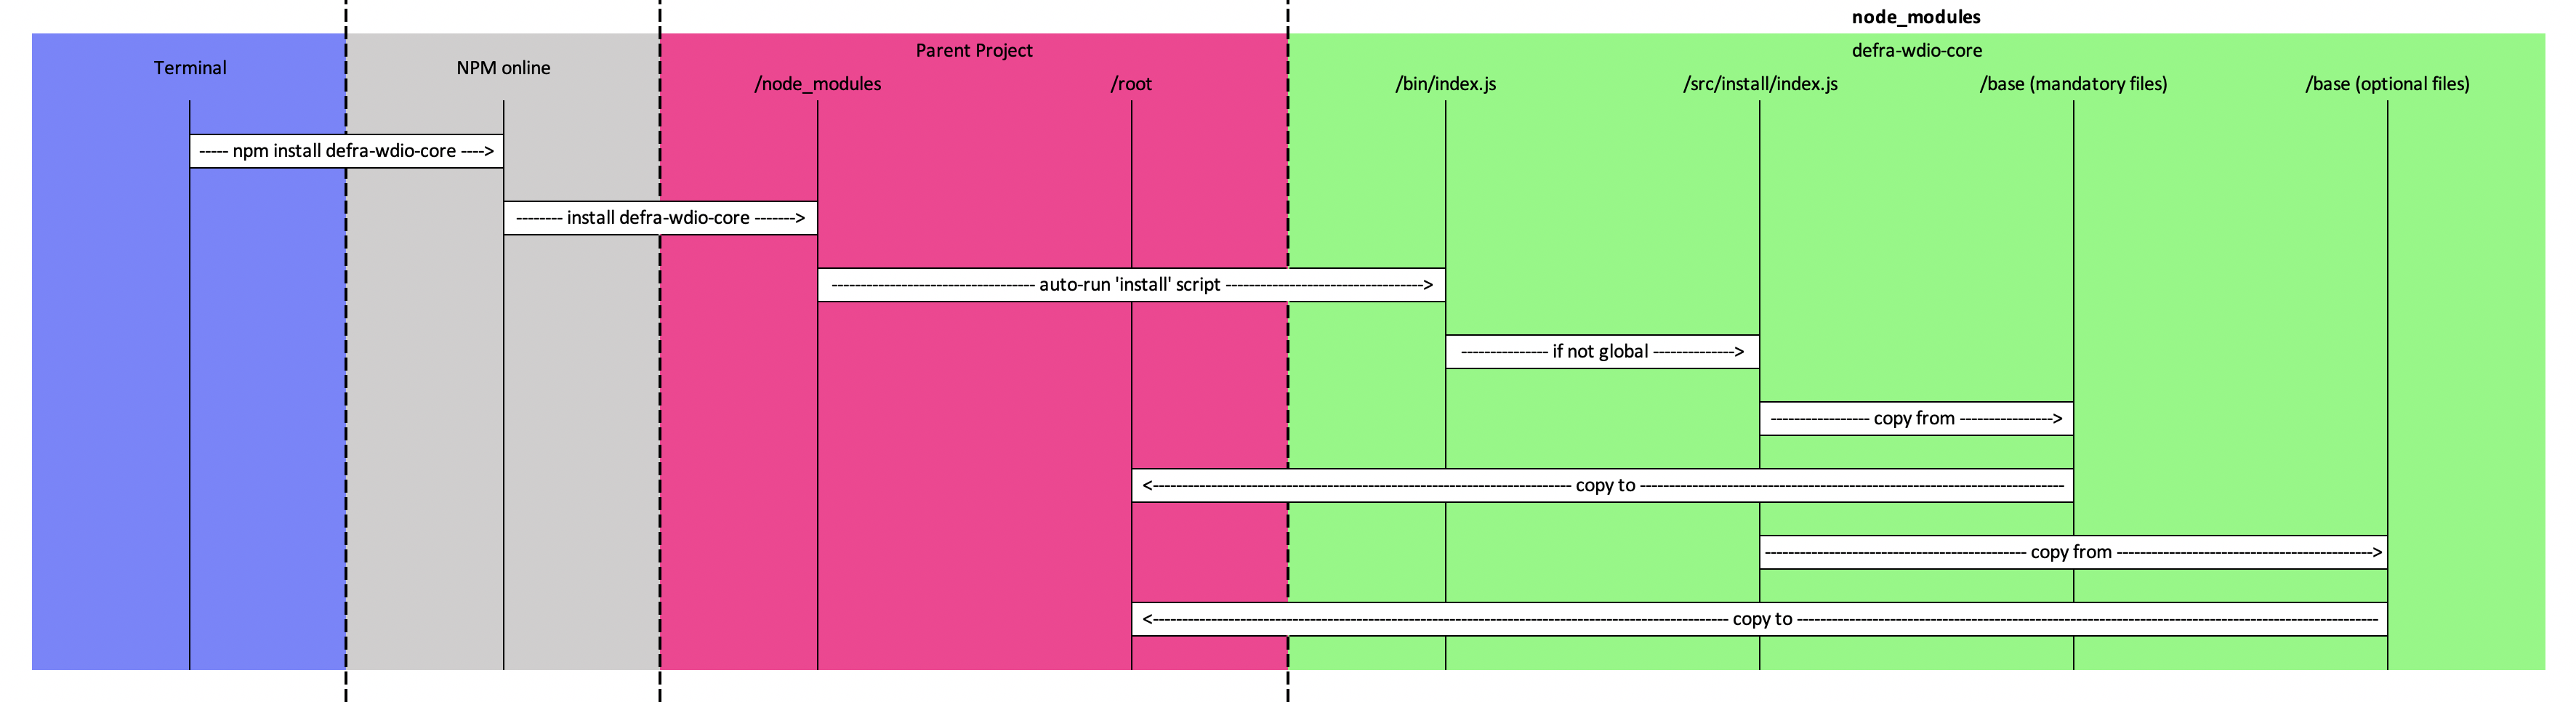 node_modules
Parent Project
defra-wdio-core
Terminal
NPM online
/node_modules
/root
/bin/index.js
/src/install/index.js
/base (mandatory files)
/base (optional files)
----- npm install defra-wdio-core ---->
-------- install defra-wdio-core ------->
----------------------------------- auto-run 'install' script ---------------------------------->
--------------- if not global -------------->
----------------- copy from ---------------->
<------------------------------------------------------------------------ copy to -------------------------------------------------------------------------
--------------------------------------------- copy from -------------------------------------------->
<--------------------------------------------------------------------------------------------------- copy to ----------------------------------------------------------------------------------------------------